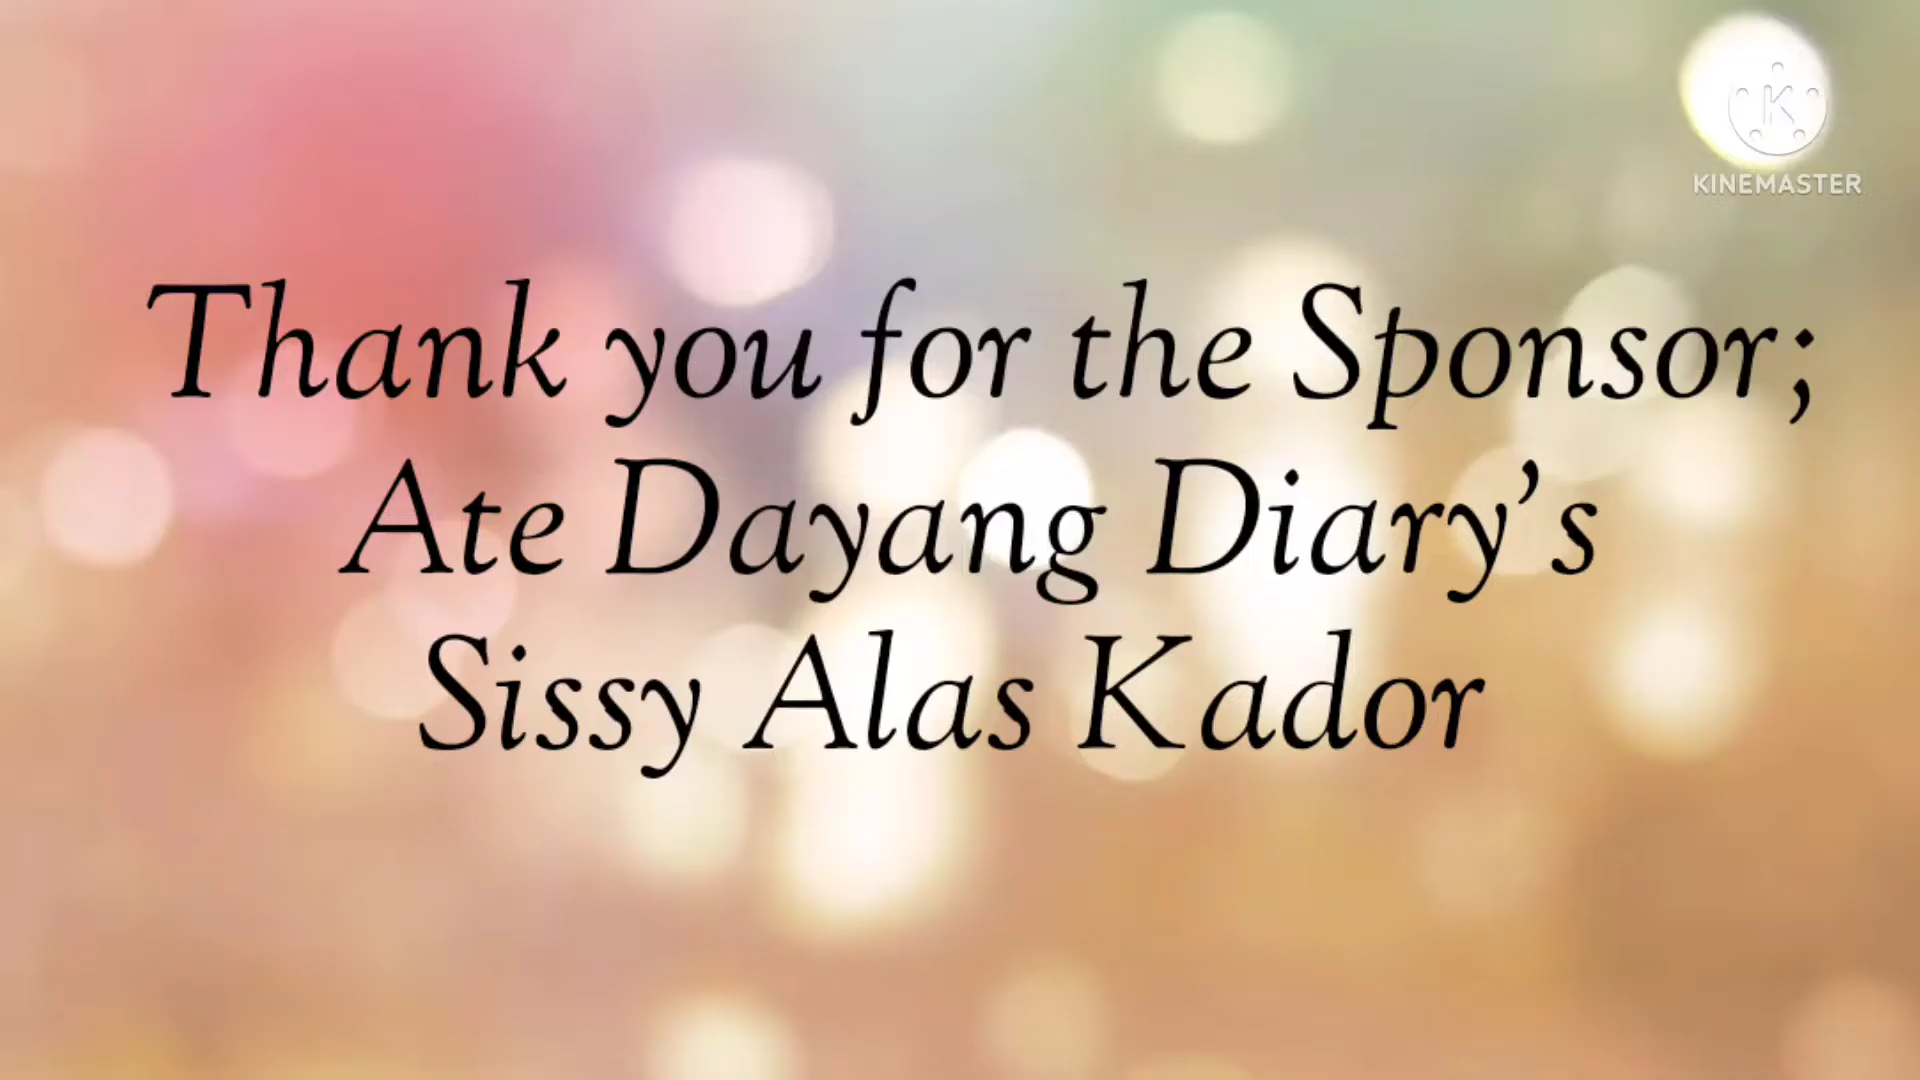 KINEMASTER
Thank you for the Sponsor;
Ate Dayang Diary's
Sissy Alas Kador